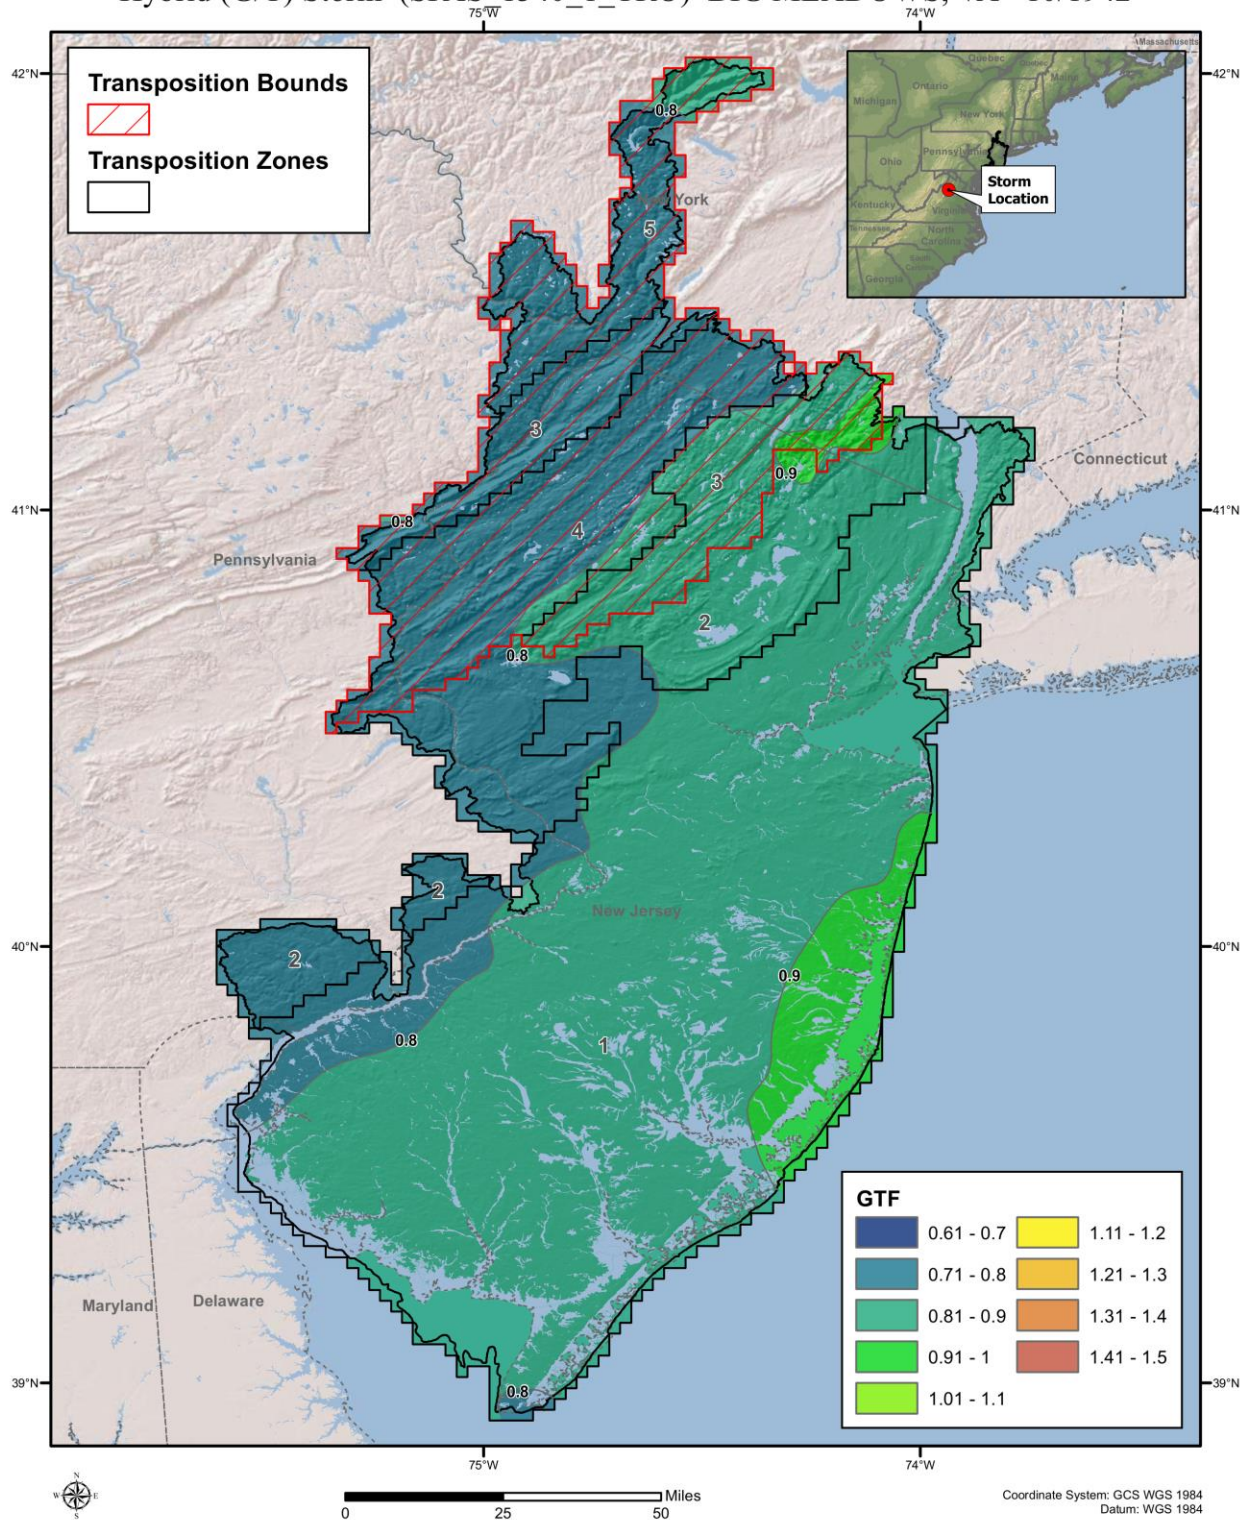 75°W 74°W
42°N 42°N
Transposition Bounds
Transposition Zones
Massachusetts
Quebec
Ontario
Maine
Michigan
New York
Pennsylvania
Ohio
Storm
Location
Kentucky
Virginia
Tennessee
North
Carolina
South
Carolina
Georgia
0.8
York
5
3
Connecticut
0.9
3
41°N 0.8 41°N
4
Pennsylvania
2
0.8
2
New Jersey
40°N 40°N
2
0.9
0.8
1
GTF
0.61 - 0.7 1.11 - 1.2
0.71 - 0.8 1.21 - 1.3
Maryland Delaware
0.81 - 0.9 1.31 - 1.4
0.91 - 1 1.41 - 1.5
39°N 39°N
0.8
1.01 - 1.1
75°W 74°W
N
W E
S
Miles
0 25 50
Coordinate System: GCS WGS 1984
Datum: WGS 1984